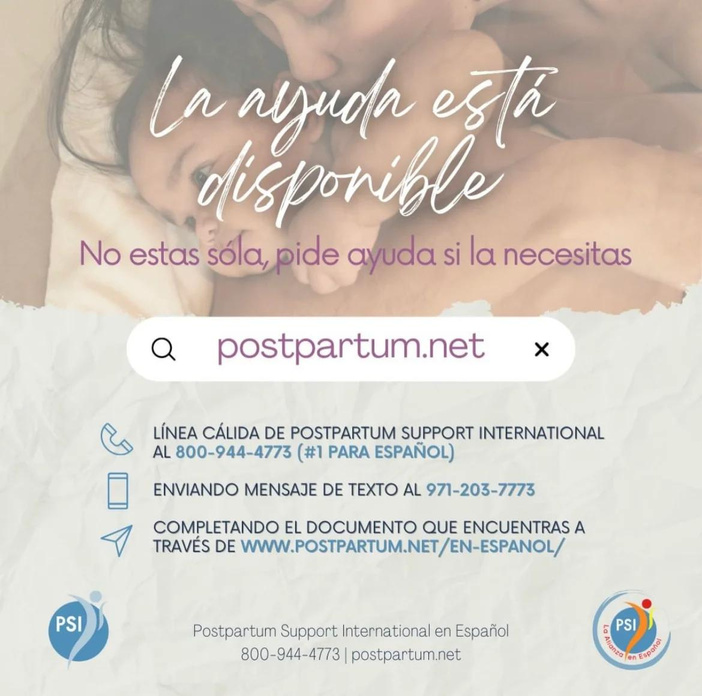 La ayuda está
disponible
No estas sóla, pide ayuda si la necesitas
postpartum.net
LÍNEA CÁLIDA DE POSTPARTUM SUPPORT INTERNATIONAL
AL 800-944-4773 (#1 PARA ESPAÑOL)
ENVIANDO MENSAJE DE TEXTO AL 971-203-7773
COMPLETANDO EL DOCUMENTO QUE ENCUENTRAS A
TRAVÉS DE WWW.POSTPARTUM.NET/EN-ESPANOL/
PSI
Postpartum Support International en Español
800-944-4773 | postpartum.net
PSI
La Alianza en Español